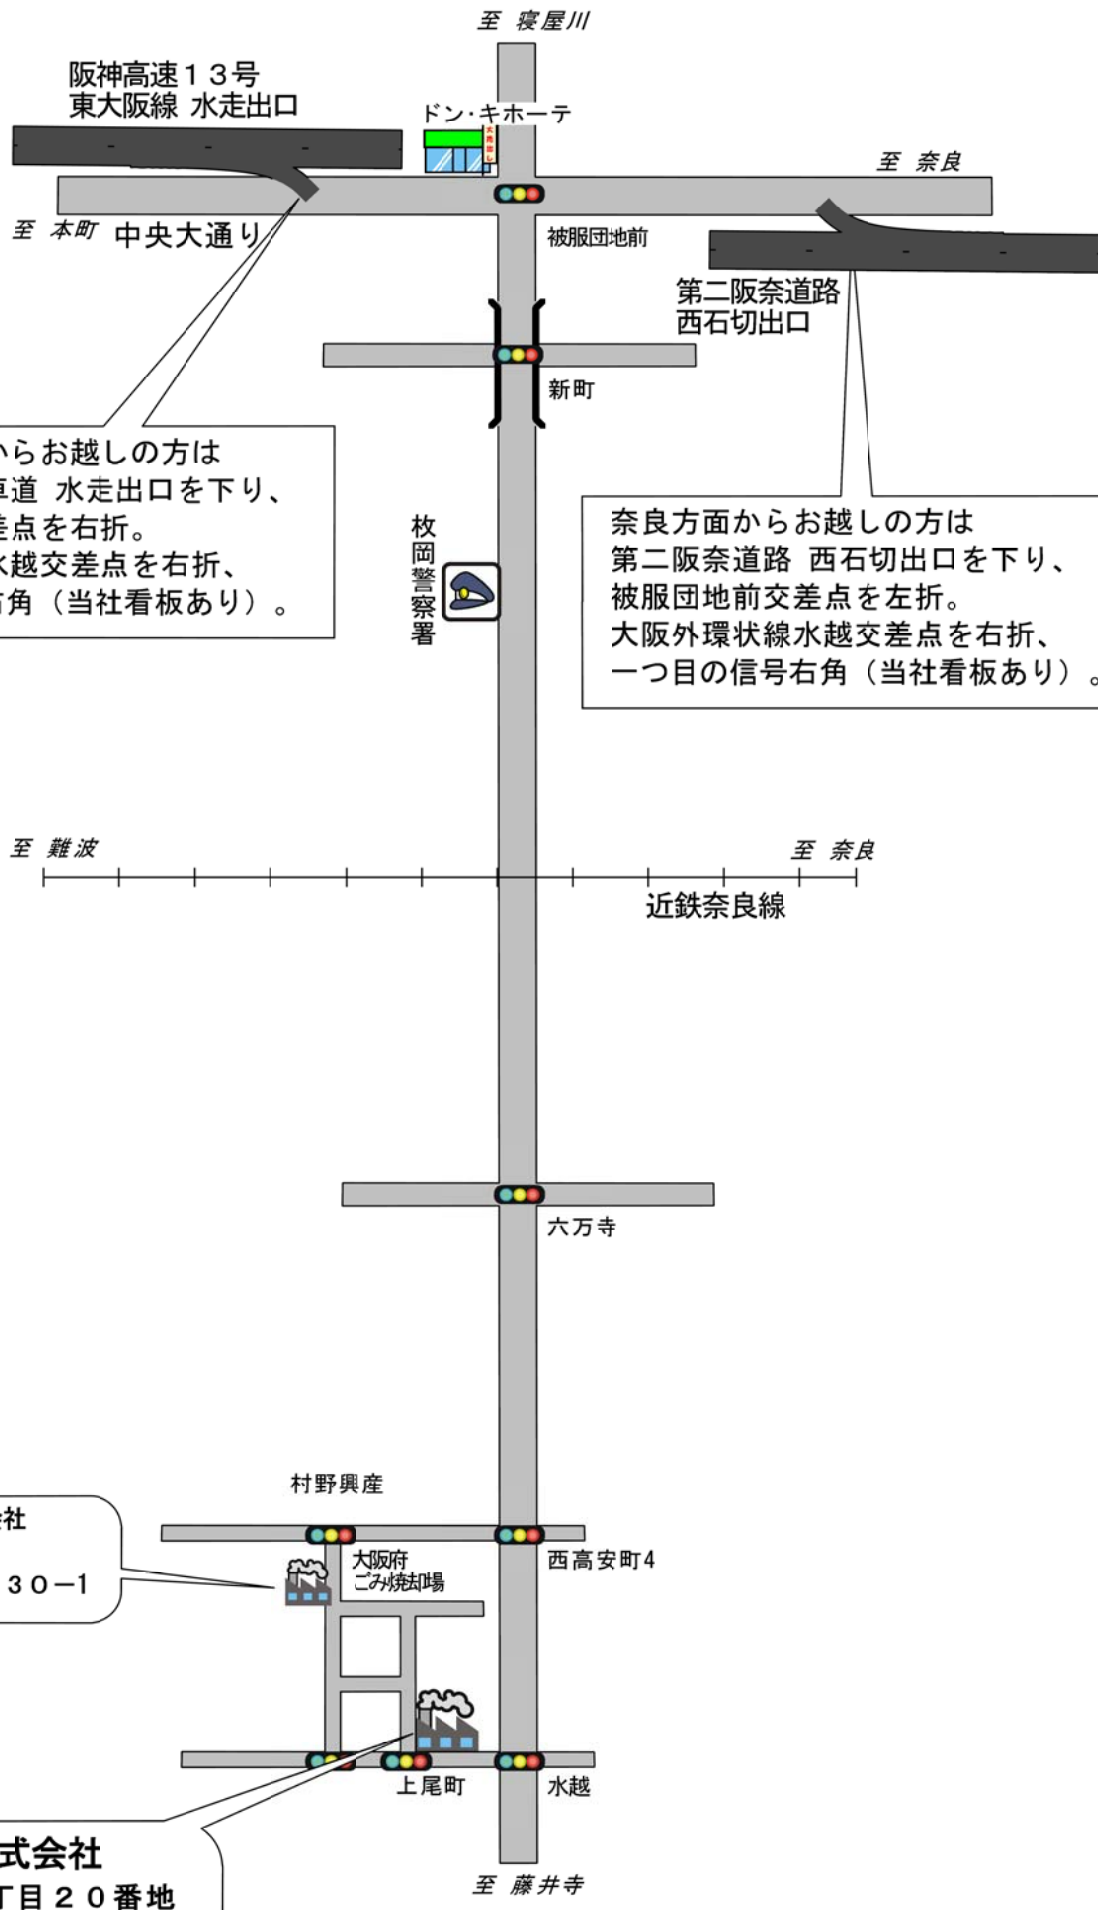 至 寝屋川
阪神高速１３号
東大阪線 水走出口
ドン・キホーテ
大売出し
至 奈良
至 本町
中央大通り
被服団地前
第二阪奈道路
西石切出口
新町
からお越しの方は
車道 水走出口を下り、
差点を右折。
水越交差点を右折、
右角（当社看板あり）。
枚岡警察署
奈良方面からお越しの方は
第二阪奈道路 西石切出口を下り、
被服団地前交差点を左折。
大阪外環状線水越交差点を右折、
一つ目の信号右角（当社看板あり）。
至 難波
至 奈良
近鉄奈良線
六万寺
村野興産
会社
３０−１
大阪府
ごみ焼却場
西高安町4
上尾町
水越
式会社
丁目２０番地
至 藤井寺